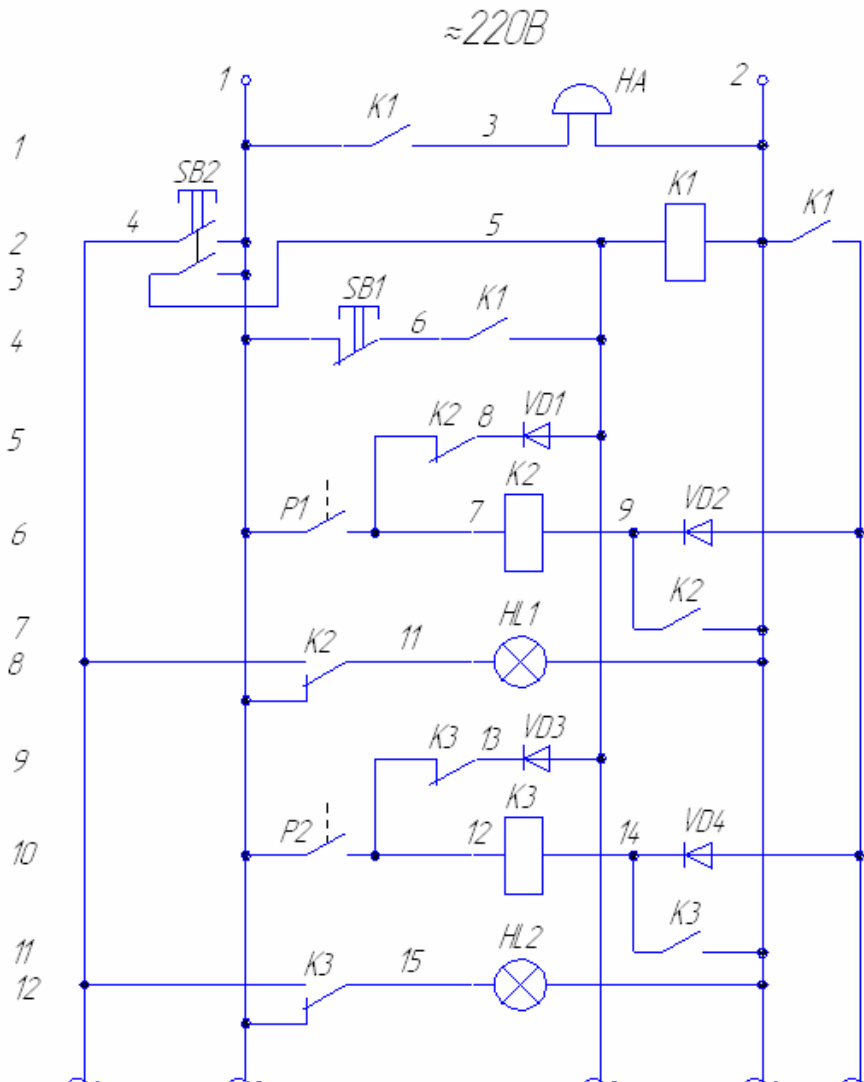 ≈220В
1 2
НА
K1 3
1
SB2 K1 K1
4 5
2
3
SB1 K1
6
4
K2 8 VD1
5
K2
P1 7 9 VD2
6
K2
7
HL1
K2 11
8
K3 13 VD3
9
K3
P2 12 14 VD4
10
K3
11
HL2
K3 15
12